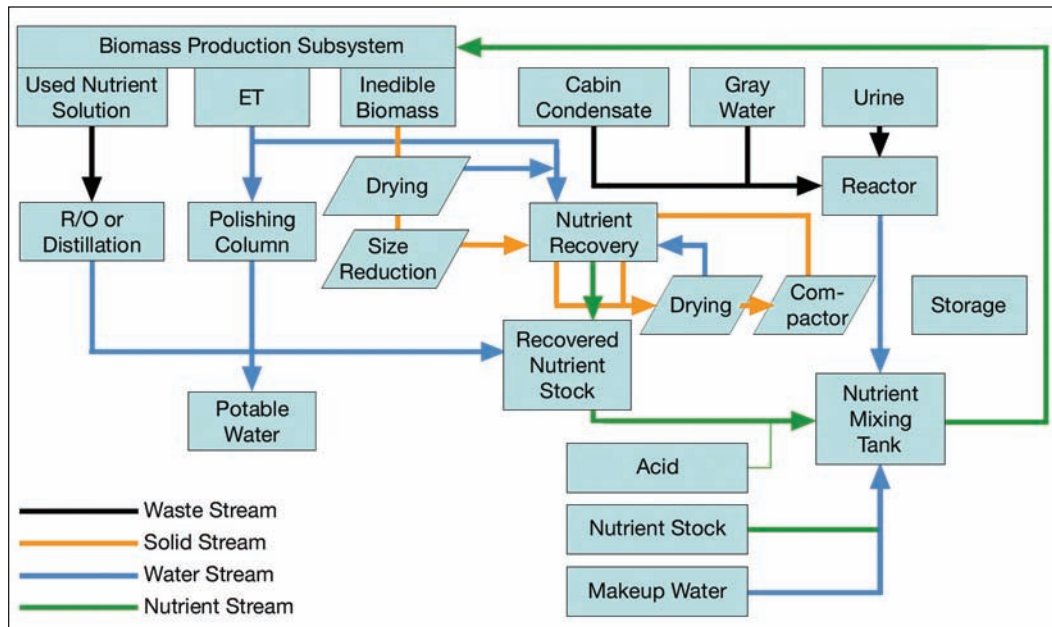 Biomass Production Subsystem
Used Nutrient
Solution
ET
Inedible
Biomass
Cabin
Condensate
Gray
Water
Urine
Drying
Reactor
R/O or
Distillation
Polishing
Column
Size
Reduction
Nutrient
Recovery
Drying
Com-
pactor
Storage
Recovered
Nutrient
Stock
Potable
Water
Nutrient
Mixing
Tank
Acid
Nutrient Stock
Makeup Water
Waste Stream
Solid Stream
Water Stream
Nutrient Stream